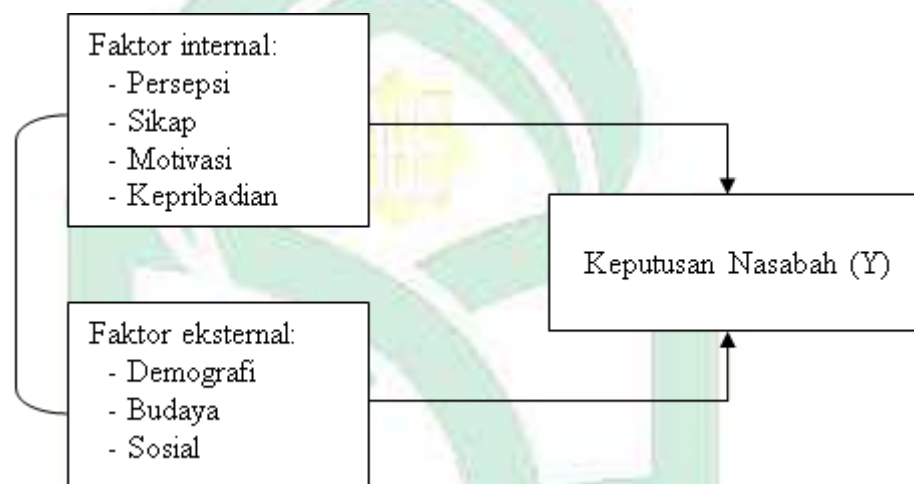 Faktor internal:
- Persepsi
- Sikap
- Motivasi
- Kepribadian
Keputusan Nasabah (Y)
Faktor eksternal:
- Demografi
- Budaya
- Sosial